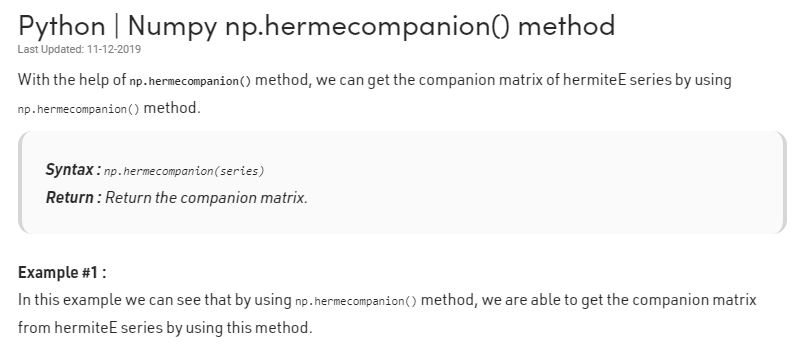 Python | Numpy np.hermecompanion() method
Last Updated: 11-12-2019
With the help of np.hermecompanion() method, we can get the companion matrix of hermiteE series by using
np.hermecompanion() method.
Syntax : np.hermecompanion(series)
Return : Return the companion matrix.
Example #1 :
In this example we can see that by using np.hermecompanion() method, we are able to get the companion matrix
from hermiteE series by using this method.